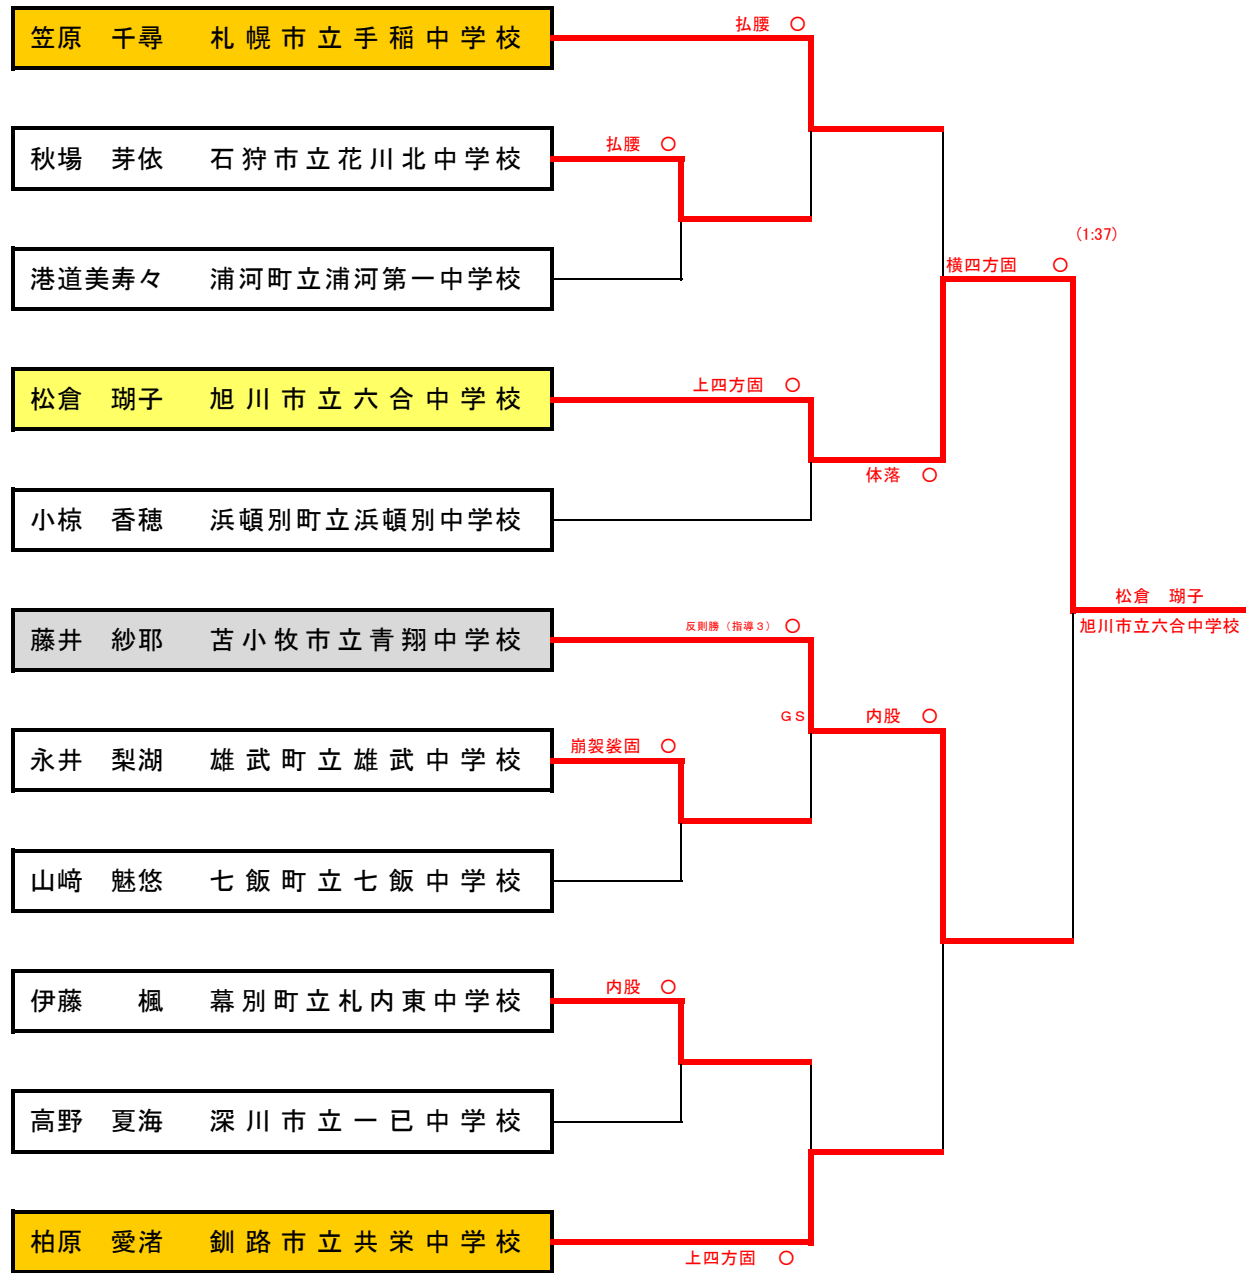 払腰　○
笠原　千尋　札幌市立手稲中学校
払腰　○
秋場　芽依　石狩市立花川北中学校
(1:37)
港道美寿々　浦河町立浦河第一中学校
横四方固　○
上四方固　○
松倉　瑚子　旭川市立六合中学校
体落　○
小椋　香穂　浜頓別町立浜頓別中学校
松倉　瑚子
旭川市立六合中学校
反則勝（指導３）　○
藤井　紗耶　苫小牧市立青翔中学校
ＧＳ
内股　○
崩袈裟固　○
永井　梨湖　雄武町立雄武中学校
山﨑　魅悠　七飯町立七飯中学校
内股　○
伊藤　　楓　幕別町立札内東中学校
高野　夏海　深川市立一已中学校
柏原　愛渚　釧路市立共栄中学校
上四方固　○